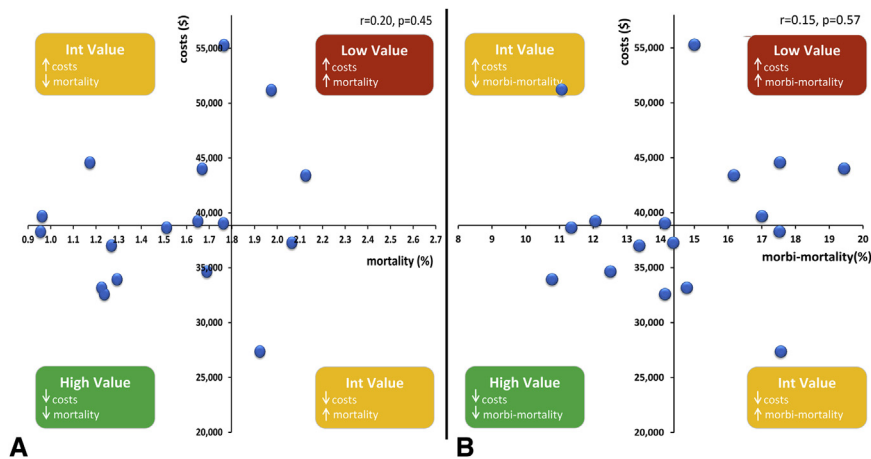 costs ($)
r=0.20, p=0.45
Int Value
↑ costs
↓ mortality
Low Value
↑ costs
↑ mortality
55,000
50,000
45,000
40,000
35,000
30,000
25,000
20,000
0.9 1.0 1.1 1.2 1.3 1.4 1.5 1.6 1.7 1.8 1.9 2.0 2.1 2.2 2.3 2.4 2.5 2.6 2.7
mortality (%)
High Value
↓ costs
↓ mortality
Int Value
↓ costs
↑ mortality
A
costs ($)
r=0.15, p=0.57
Int Value
↑ costs
↓ morbi-mortality
Low Value
↑ costs
↑ morbi-mortality
55,000
50,000
45,000
40,000
35,000
30,000
25,000
20,000
8 9 10 11 12 13 14 15 16 17 18 19 20
morbi-mortality(%)
High Value
↓ costs
↓ morbi-mortality
Int Value
↓ costs
↑ morbi-mortality
B